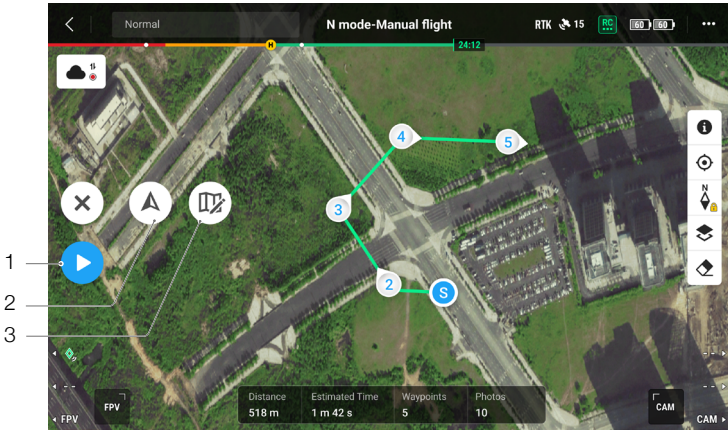 Normal
N mode-Manual flight
RTK 15 RC 60 60
H
24:12
N
4
5
3
2
S
1
2
3
FPV
FPV
Distance
518 m
Estimated Time
1 m 42 s
Waypoints
5
Photos
10
CAM
CAM